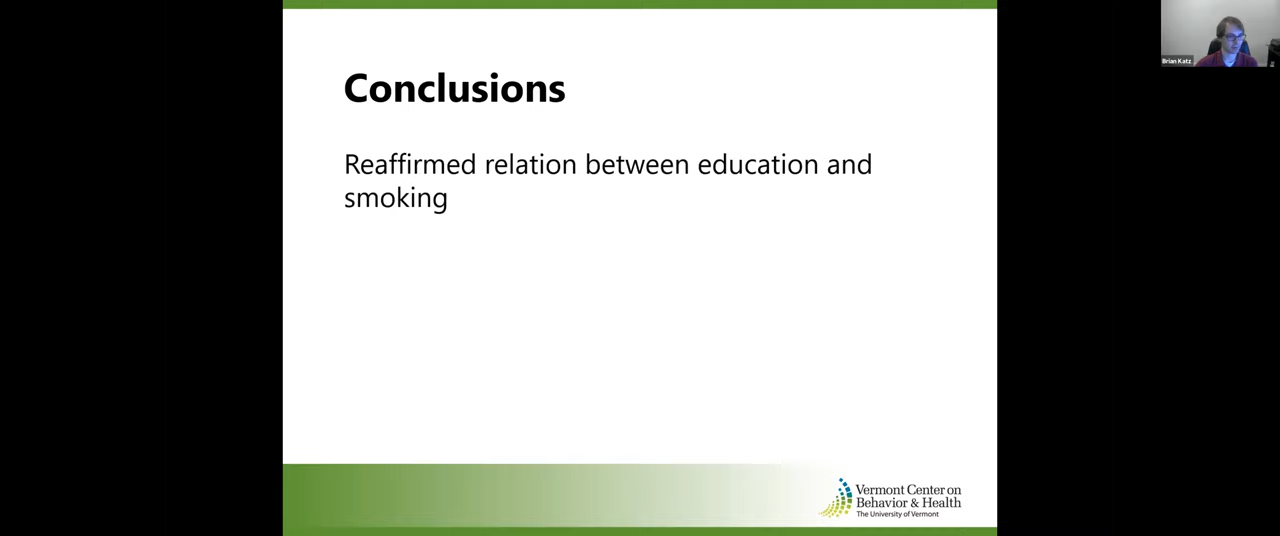 Conclusions
Reaffirmed relation between education and
smoking
Brian Katz
Vermont Center on
Behavior & Health
The University of Vermont